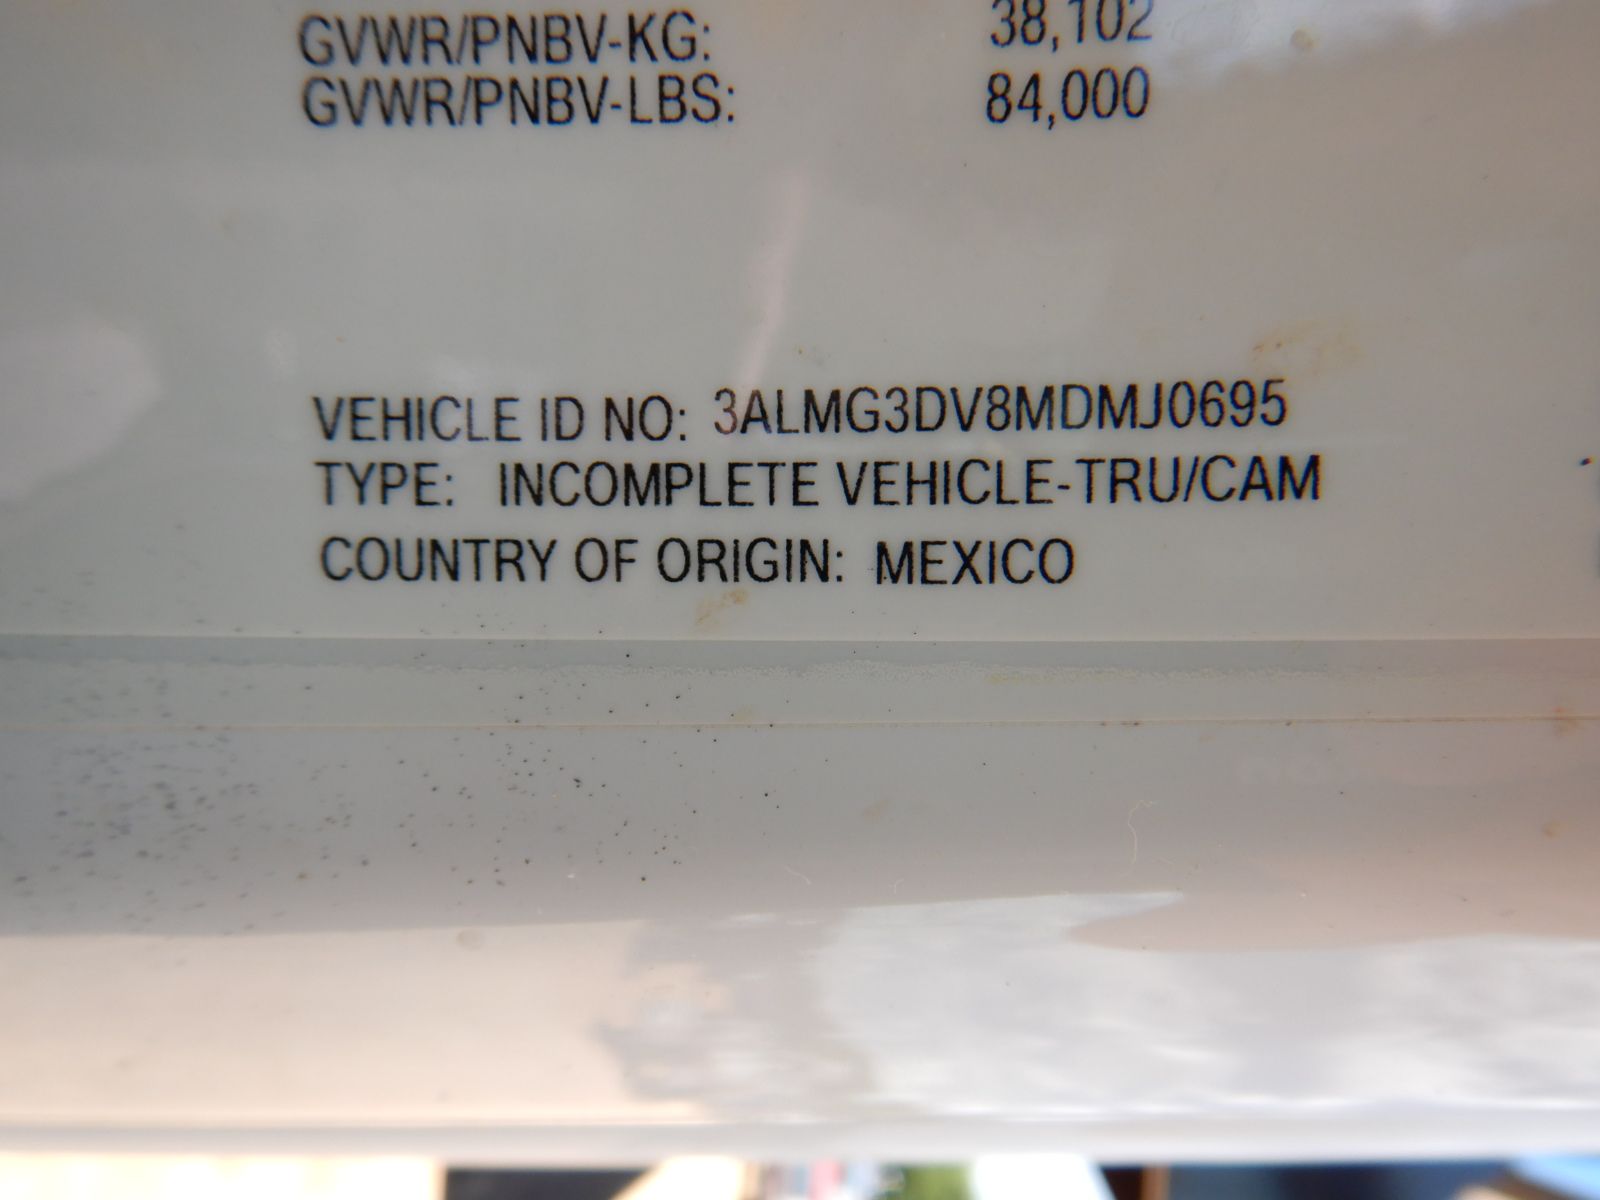 GVWR/PNBV-KG: 38,102
GVWR/PNBV-LBS: 84,000
VEHICLE ID NO: 3ALMG3DV8MDMJ0695
TYPE: INCOMPLETE VEHICLE-TRU/CAM
COUNTRY OF ORIGIN: MEXICO